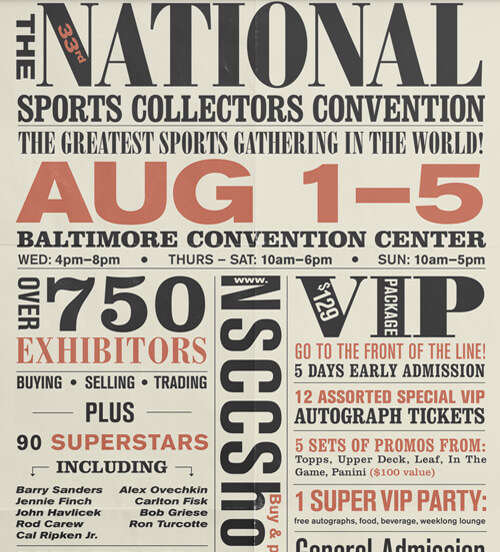 THE 33rd NATIONAL
SPORTS COLLECTORS CONVENTION
THE GREATEST SPORTS GATHERING IN THE WORLD!
AUG 1–5
BALTIMORE CONVENTION CENTER
WED: 4pm–8pm • THURS – SAT: 10am–6pm • SUN: 10am–5pm
OVER 750
EXHIBITORS
BUYING • SELLING • TRADING
PLUS
90 SUPERSTARS
INCLUDING
Barry Sanders
Jennie Finch
John Havlicek
Rod Carew
Cal Ripken Jr.
Alex Ovechkin
Carlton Fisk
Bob Griese
Ron Turcotte
www.
NSCCSho
Buy & p
$129 VIP PACKAGE
GO TO THE FRONT OF THE LINE!
5 DAYS EARLY ADMISSION
12 ASSORTED SPECIAL VIP
AUTOGRAPH TICKETS
5 SETS OF PROMOS FROM:
Topps, Upper Deck, Leaf, In The
Game, Panini ($100 value)
1 SUPER VIP PARTY:
free autographs, food, beverage, weeklong lounge
General Admission